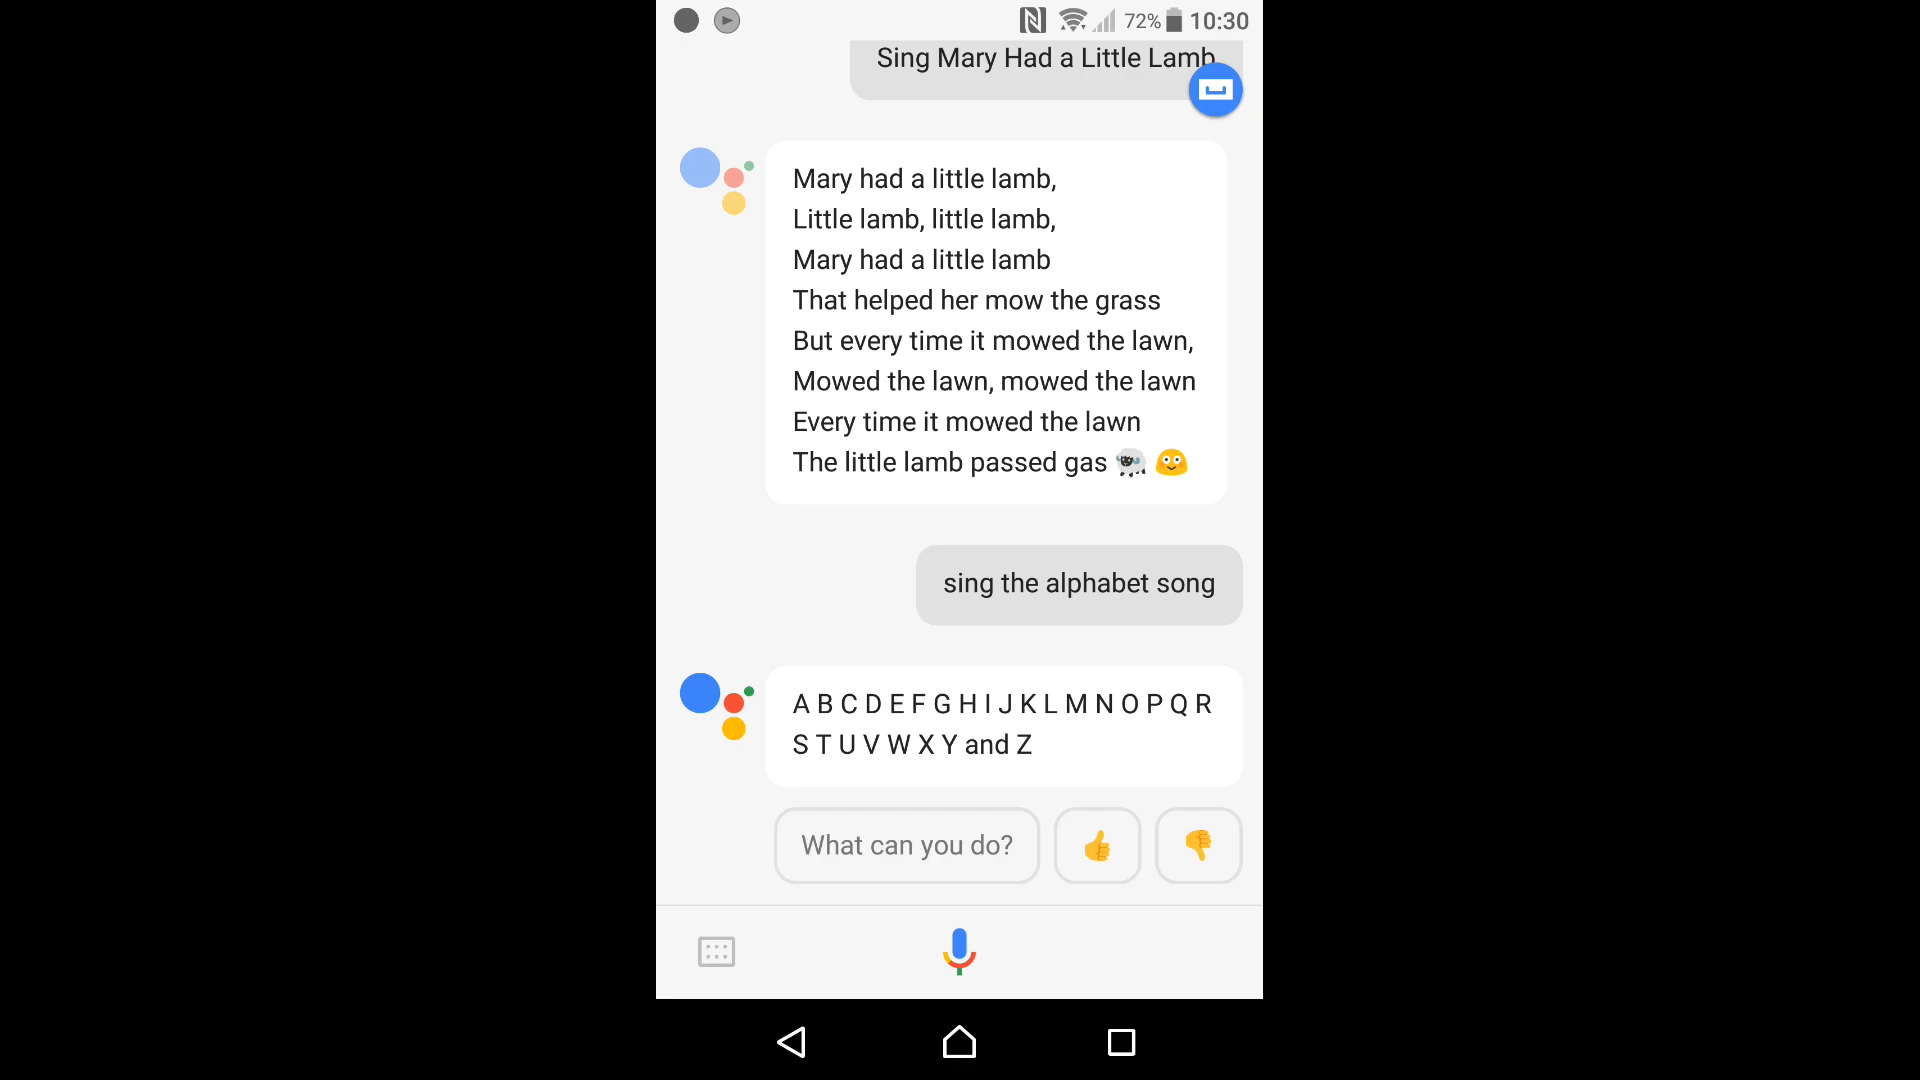 72% 10:30
Sing Mary Had a Little Lamb
Mary had a little lamb,
Little lamb, little lamb,
Mary had a little lamb
That helped her mow the grass
But every time it mowed the lawn,
Mowed the lawn, mowed the lawn
Every time it mowed the lawn
The little lamb passed gas 🐑 😳
sing the alphabet song
A B C D E F G H I J K L M N O P Q R
S T U V W X Y and Z
What can you do? 👍 👎